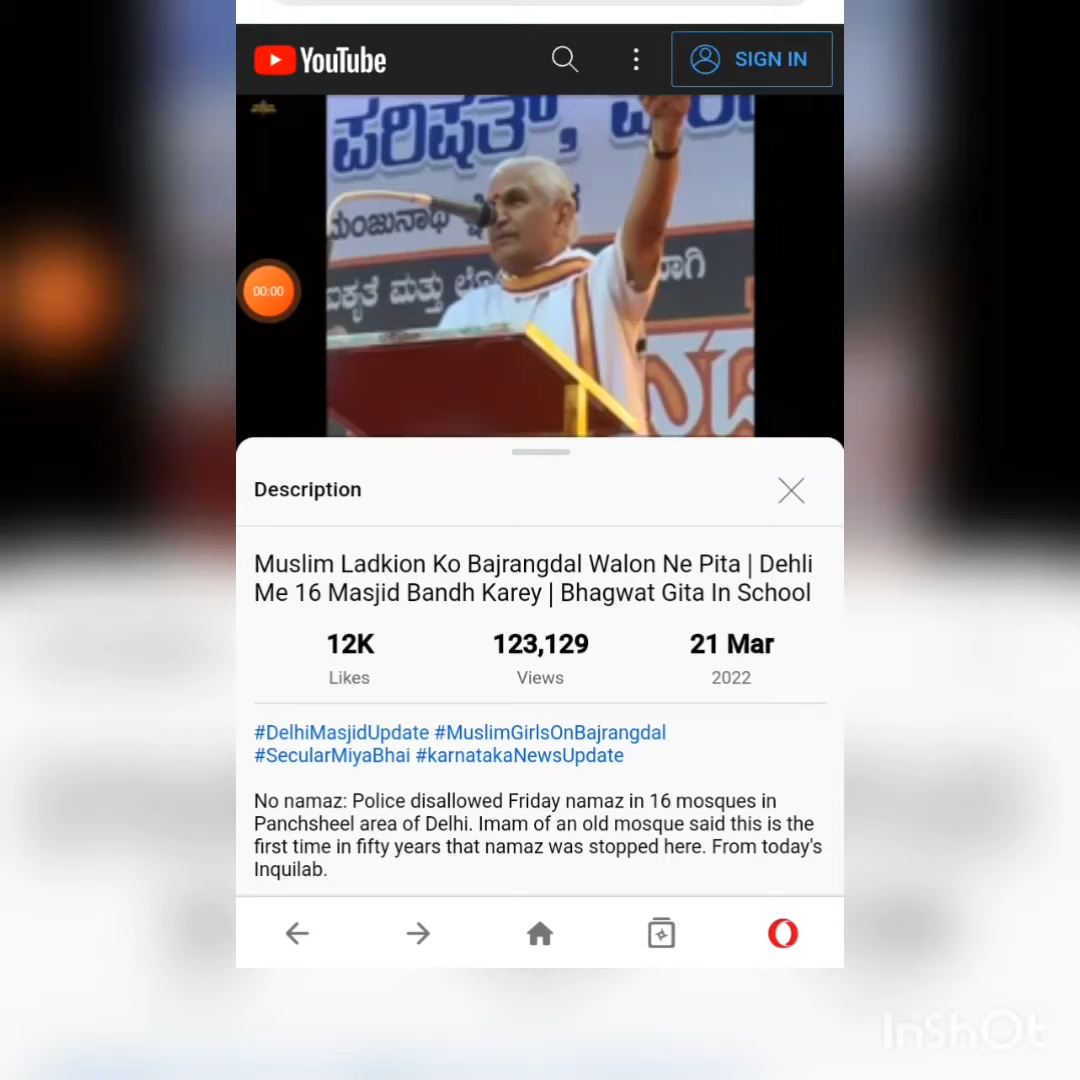 YouTube
SIGN IN
ಪರಿಷತ್,
ಮಂಜುನಾಥ
00:00
ಮತ್ತು
Description
Muslim Ladkion Ko Bajrangdal Walon Ne Pita | Dehli
Me 16 Masjid Bandh Karey | Bhagwat Gita In School
12K
123,129
21 Mar
Likes
Views
2022
#DelhiMasjidUpdate #MuslimGirlsOnBajrangdal
#SecularMiyaBhai #karnatakaNewsUpdate
No namaz: Police disallowed Friday namaz in 16 mosques in
Panchsheel area of Delhi. Imam of an old mosque said this is the
first time in fifty years that namaz was stopped here. From today's
Inquilab.
InShOt